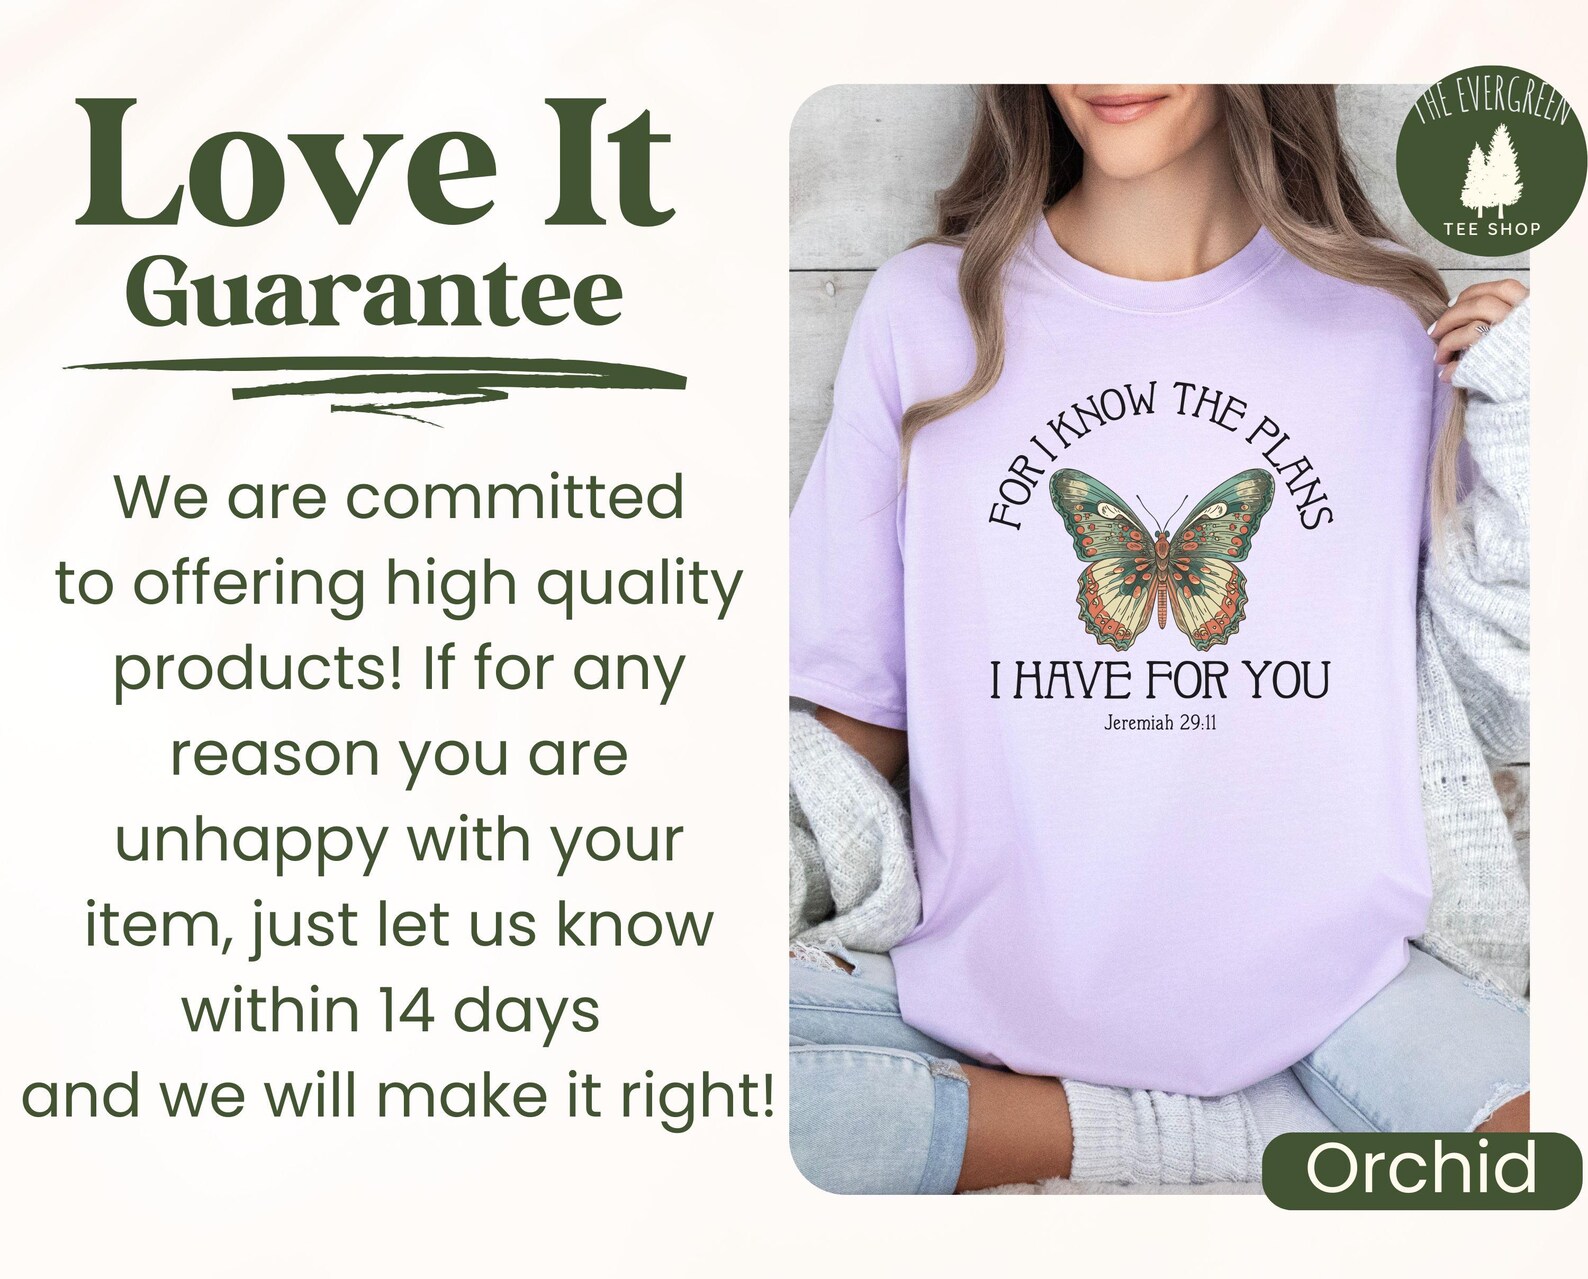 Love It
Guarantee
We are committed
to offering high quality
products! If for any
reason you are
unhappy with your
item, just let us know
within 14 days
and we will make it right!
THE EVERGREEN
TEE SHOP
FOR I KNOW THE PLANS
I HAVE FOR YOU
Jeremiah 29:11
Orchid